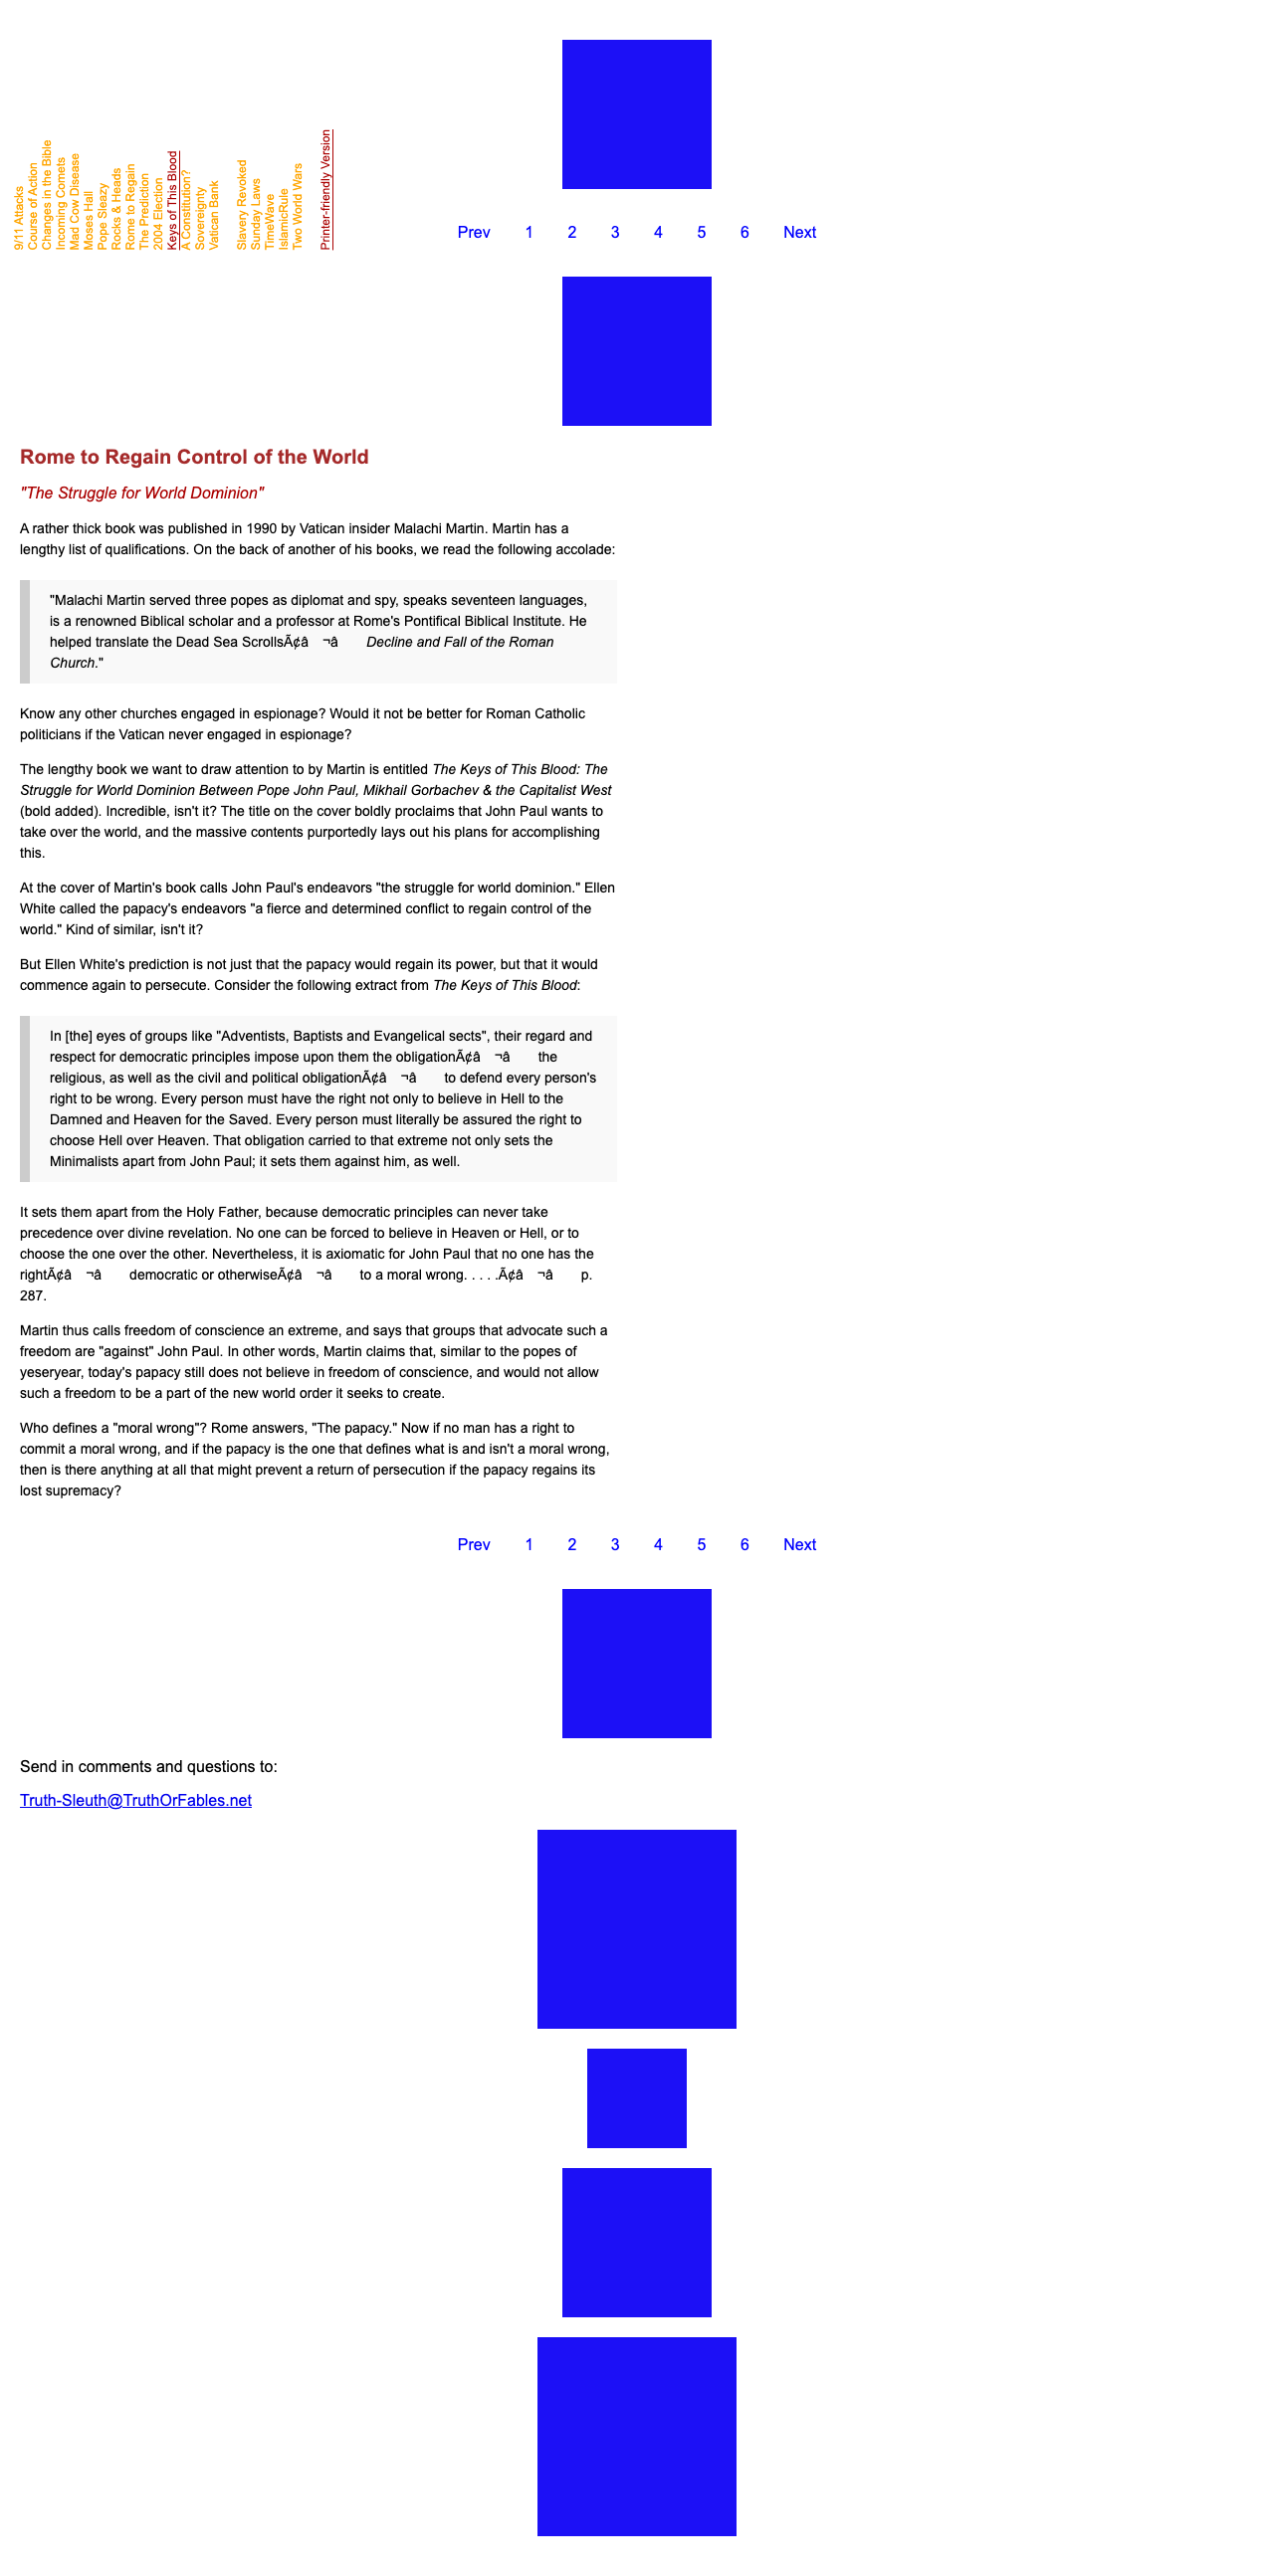 9/11 Attacks
Course of Action
Changes in the Bible
Incoming Comets
Mad Cow Disease
Moses Hall
Pope Sleazy
Rocks & Heads
Rome to Regain
The Prediction
2004 Election
Keys of This Blood
A Constitution?
Sovereignty
Vatican Bank
Slavery Revoked
Sunday Laws
TimeWave
IslamicRule
Two World Wars
Printer-friendly Version
Prev 1 2 3 4 5 6 Next
Rome to Regain Control of the World
"The Struggle for World Dominion"
A rather thick book was published in 1990 by Vatican insider Malachi Martin. Martin has a
lengthy list of qualifications. On the back of another of his books, we read the following accolade:
"Malachi Martin served three popes as diplomat and spy, speaks seventeen languages,
is a renowned Biblical scholar and a professor at Rome's Pontifical Biblical Institute. He
helped translate the Dead Sea ScrollsÃ¢â ¬â Decline and Fall of the Roman
Church."
Know any other churches engaged in espionage? Would it not be better for Roman Catholic
politicians if the Vatican never engaged in espionage?
The lengthy book we want to draw attention to by Martin is entitled The Keys of This Blood: The
Struggle for World Dominion Between Pope John Paul, Mikhail Gorbachev & the Capitalist West
(bold added). Incredible, isn't it? The title on the cover boldly proclaims that John Paul wants to
take over the world, and the massive contents purportedly lays out his plans for accomplishing
this.
At the cover of Martin's book calls John Paul's endeavors "the struggle for world dominion." Ellen
White called the papacy's endeavors "a fierce and determined conflict to regain control of the
world." Kind of similar, isn't it?
But Ellen White's prediction is not just that the papacy would regain its power, but that it would
commence again to persecute. Consider the following extract from The Keys of This Blood:
In [the] eyes of groups like "Adventists, Baptists and Evangelical sects", their regard and
respect for democratic principles impose upon them the obligationÃ¢â ¬â the
religious, as well as the civil and political obligationÃ¢â ¬â to defend every person's
right to be wrong. Every person must have the right not only to believe in Hell to the
Damned and Heaven for the Saved. Every person must literally be assured the right to
choose Hell over Heaven. That obligation carried to that extreme not only sets the
Minimalists apart from John Paul; it sets them against him, as well.
It sets them apart from the Holy Father, because democratic principles can never take
precedence over divine revelation. No one can be forced to believe in Heaven or Hell, or to
choose the one over the other. Nevertheless, it is axiomatic for John Paul that no one has the
rightÃ¢â ¬â democratic or otherwiseÃ¢â ¬â to a moral wrong. . . . .Ã¢â ¬â p.
287.
Martin thus calls freedom of conscience an extreme, and says that groups that advocate such a
freedom are "against" John Paul. In other words, Martin claims that, similar to the popes of
yeseryear, today's papacy still does not believe in freedom of conscience, and would not allow
such a freedom to be a part of the new world order it seeks to create.
Who defines a "moral wrong"? Rome answers, "The papacy." Now if no man has a right to
commit a moral wrong, and if the papacy is the one that defines what is and isn't a moral wrong,
then is there anything at all that might prevent a return of persecution if the papacy regains its
lost supremacy?
Prev 1 2 3 4 5 6 Next
Send in comments and questions to:
Truth-Sleuth@TruthOrFables.net